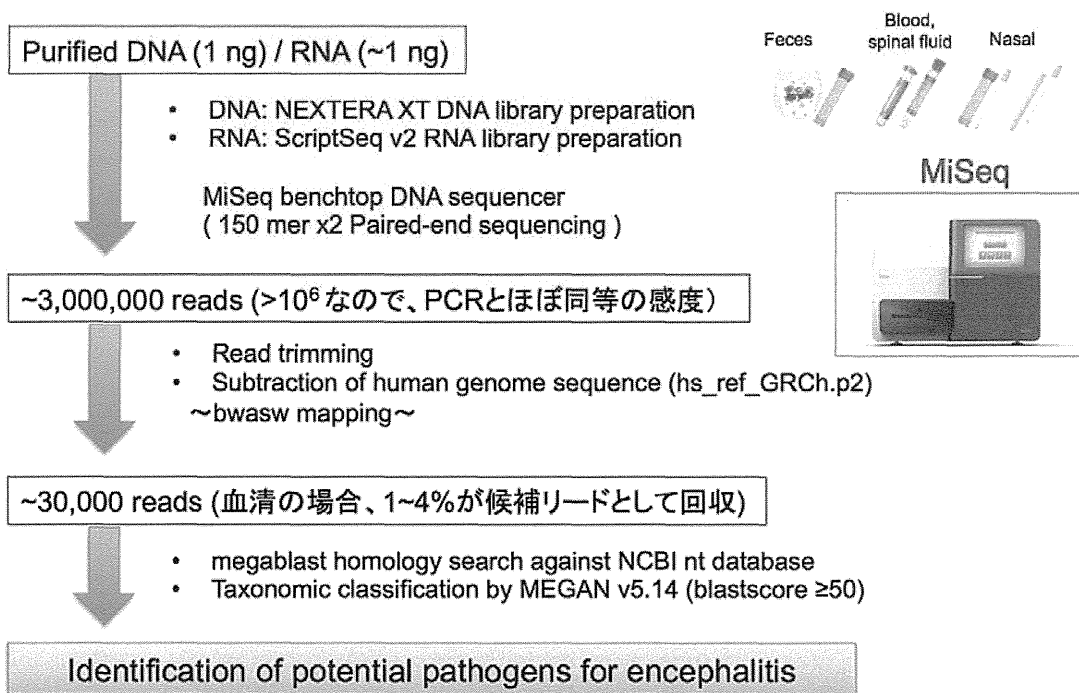 Purified DNA (1 ng) / RNA (~1 ng)
Feces
Blood,
spinal fluid
Nasal
• DNA: NEXTERA XT DNA library preparation
• RNA: ScriptSeq v2 RNA library preparation
MiSeq benchtop DNA sequencer
( 150 mer x2 Paired-end sequencing )
MiSeq
~3,000,000 reads (>10⁶ なので、PCRとほぼ同等の感度)
• Read trimming
• Subtraction of human genome sequence (hs_ref_GRCh.p2)
～bwasw mapping～
~30,000 reads (血清の場合、1~4%が候補リードとして回収)
• megablast homology search against NCBI nt database
• Taxonomic classification by MEGAN v5.14 (blastscore ≥50)
Identification of potential pathogens for encephalitis